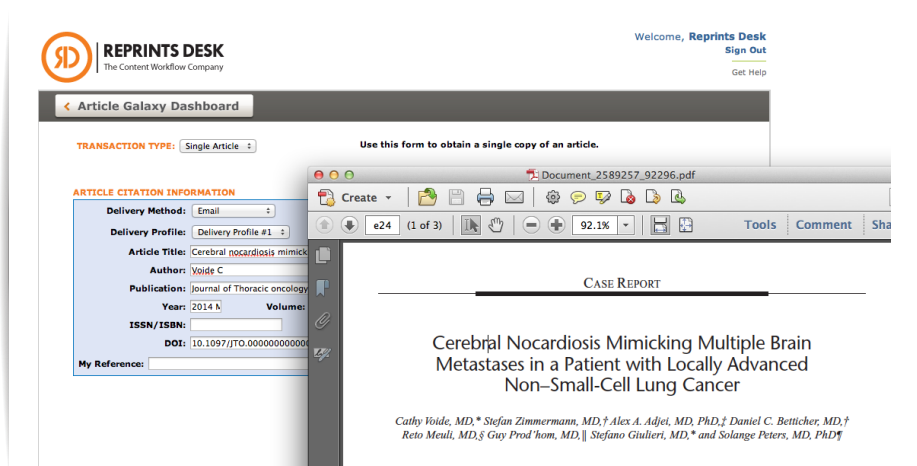 REPRINTS DESK
The Content Workflow Company
Welcome, Reprints Desk
Sign Out
Get Help
Article Galaxy Dashboard
TRANSACTION TYPE: Single Article
Use this form to obtain a single copy of an article.
ARTICLE CITATION INFORMATION
Delivery Method: Email
Delivery Profile: Delivery Profile #1
Article Title: Cerebral nocardiosis mimick
Author: Voide C
Publication: Journal of Thoracic oncology
Year: 2014 M Volume:
ISSN/ISBN:
DOI: 10.1097/JTO.000000000000
My Reference:
Document_2589257_92296.pdf
Create
e24 (1 of 3) 92.1% Tools Comment Sha
CASE REPORT
Cerebral Nocardiosis Mimicking Multiple Brain
Metastases in a Patient with Locally Advanced
Non–Small-Cell Lung Cancer
Cathy Voide, MD,* Stefan Zimmermann, MD,† Alex A. Adjei, MD, PhD,‡ Daniel C. Betticher, MD,†
Reto Meuli, MD,§ Guy Prod'hom, MD,‖ Stefano Giulieri, MD,* and Solange Peters, MD, PhD¶